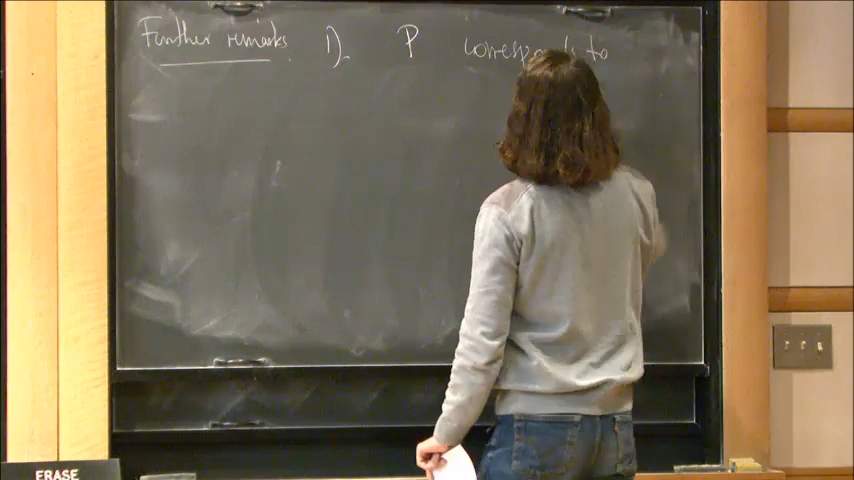 Further remarks. 1). P corresponds to
ERASE